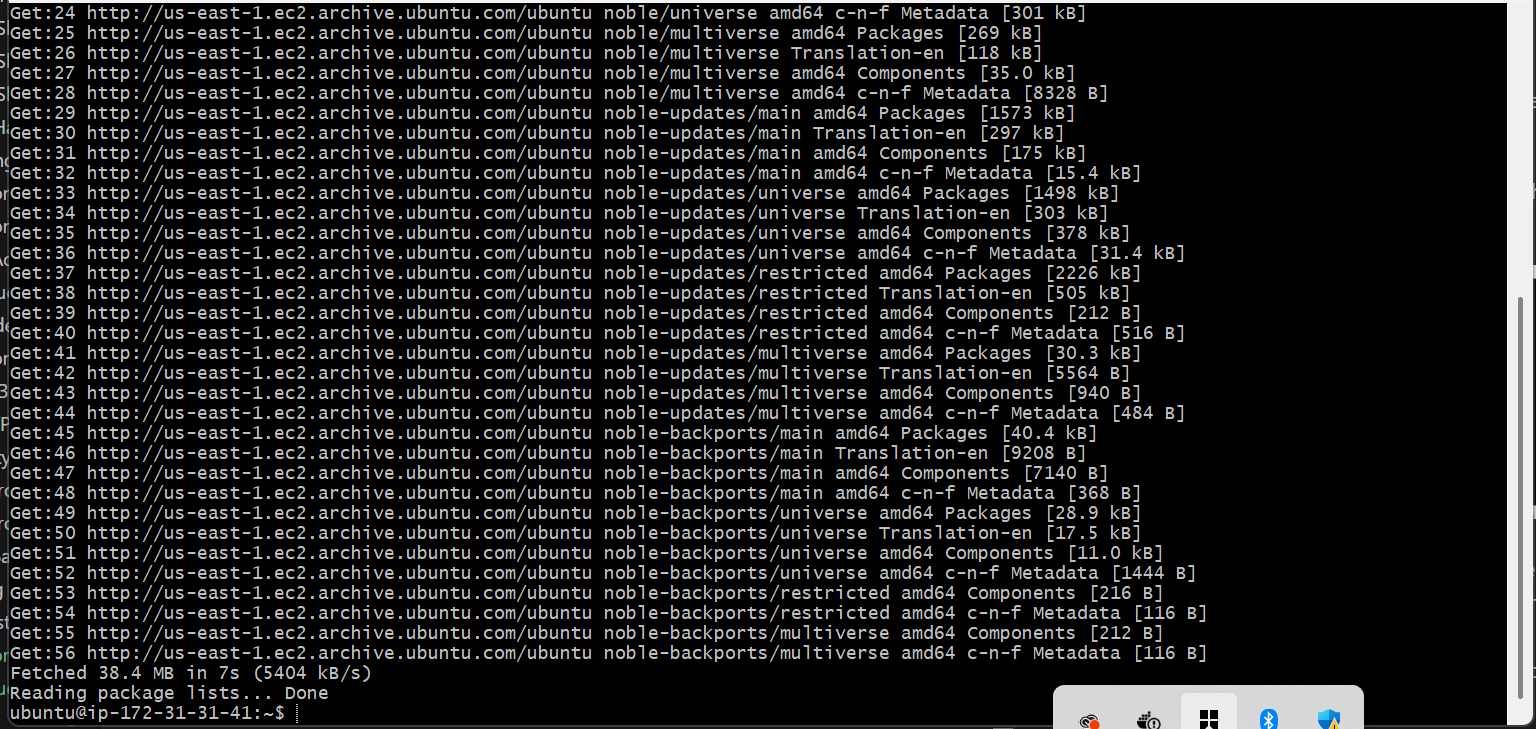 Get:24 http://us-east-1.ec2.archive.ubuntu.com/ubuntu noble/universe amd64 c-n-f Metadata [301 kB]
Get:25 http://us-east-1.ec2.archive.ubuntu.com/ubuntu noble/multiverse amd64 Packages [269 kB]
Get:26 http://us-east-1.ec2.archive.ubuntu.com/ubuntu noble/multiverse Translation-en [118 kB]
Get:27 http://us-east-1.ec2.archive.ubuntu.com/ubuntu noble/multiverse amd64 Components [35.0 kB]
Get:28 http://us-east-1.ec2.archive.ubuntu.com/ubuntu noble/multiverse amd64 c-n-f Metadata [8328 B]
Get:29 http://us-east-1.ec2.archive.ubuntu.com/ubuntu noble-updates/main amd64 Packages [1573 kB]
Get:30 http://us-east-1.ec2.archive.ubuntu.com/ubuntu noble-updates/main Translation-en [297 kB]
Get:31 http://us-east-1.ec2.archive.ubuntu.com/ubuntu noble-updates/main amd64 Components [175 kB]
Get:32 http://us-east-1.ec2.archive.ubuntu.com/ubuntu noble-updates/main amd64 c-n-f Metadata [15.4 kB]
Get:33 http://us-east-1.ec2.archive.ubuntu.com/ubuntu noble-updates/universe amd64 Packages [1498 kB]
Get:34 http://us-east-1.ec2.archive.ubuntu.com/ubuntu noble-updates/universe Translation-en [303 kB]
Get:35 http://us-east-1.ec2.archive.ubuntu.com/ubuntu noble-updates/universe amd64 Components [378 kB]
Get:36 http://us-east-1.ec2.archive.ubuntu.com/ubuntu noble-updates/universe amd64 c-n-f Metadata [31.4 kB]
Get:37 http://us-east-1.ec2.archive.ubuntu.com/ubuntu noble-updates/restricted amd64 Packages [2226 kB]
Get:38 http://us-east-1.ec2.archive.ubuntu.com/ubuntu noble-updates/restricted Translation-en [505 kB]
Get:39 http://us-east-1.ec2.archive.ubuntu.com/ubuntu noble-updates/restricted amd64 Components [212 B]
Get:40 http://us-east-1.ec2.archive.ubuntu.com/ubuntu noble-updates/restricted amd64 c-n-f Metadata [516 B]
Get:41 http://us-east-1.ec2.archive.ubuntu.com/ubuntu noble-updates/multiverse amd64 Packages [30.3 kB]
Get:42 http://us-east-1.ec2.archive.ubuntu.com/ubuntu noble-updates/multiverse Translation-en [5564 B]
Get:43 http://us-east-1.ec2.archive.ubuntu.com/ubuntu noble-updates/multiverse amd64 Components [940 B]
Get:44 http://us-east-1.ec2.archive.ubuntu.com/ubuntu noble-updates/multiverse amd64 c-n-f Metadata [484 B]
Get:45 http://us-east-1.ec2.archive.ubuntu.com/ubuntu noble-backports/main amd64 Packages [40.4 kB]
Get:46 http://us-east-1.ec2.archive.ubuntu.com/ubuntu noble-backports/main Translation-en [9208 B]
Get:47 http://us-east-1.ec2.archive.ubuntu.com/ubuntu noble-backports/main amd64 Components [7140 B]
Get:48 http://us-east-1.ec2.archive.ubuntu.com/ubuntu noble-backports/main amd64 c-n-f Metadata [368 B]
Get:49 http://us-east-1.ec2.archive.ubuntu.com/ubuntu noble-backports/universe amd64 Packages [28.9 kB]
Get:50 http://us-east-1.ec2.archive.ubuntu.com/ubuntu noble-backports/universe Translation-en [17.5 kB]
Get:51 http://us-east-1.ec2.archive.ubuntu.com/ubuntu noble-backports/universe amd64 Components [11.0 kB]
Get:52 http://us-east-1.ec2.archive.ubuntu.com/ubuntu noble-backports/universe amd64 c-n-f Metadata [1444 B]
Get:53 http://us-east-1.ec2.archive.ubuntu.com/ubuntu noble-backports/restricted amd64 Components [216 B]
Get:54 http://us-east-1.ec2.archive.ubuntu.com/ubuntu noble-backports/restricted amd64 c-n-f Metadata [116 B]
Get:55 http://us-east-1.ec2.archive.ubuntu.com/ubuntu noble-backports/multiverse amd64 Components [212 B]
Get:56 http://us-east-1.ec2.archive.ubuntu.com/ubuntu noble-backports/multiverse amd64 c-n-f Metadata [116 B]
Fetched 38.4 MB in 7s (5404 kB/s)
Reading package lists... Done
ubuntu@ip-172-31-31-41:~$